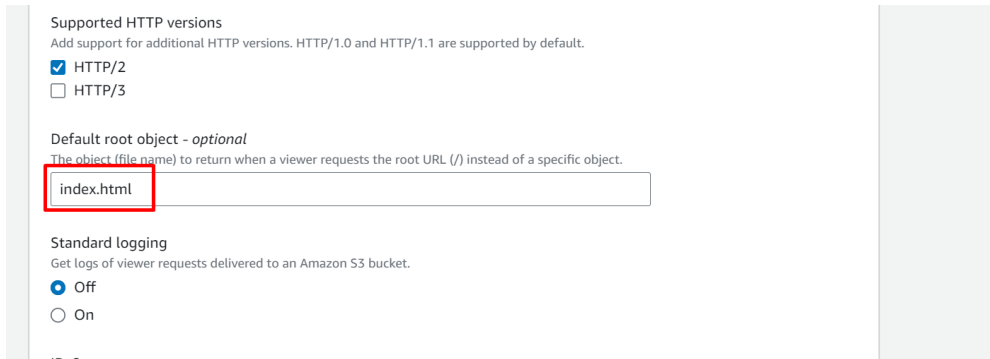 Supported HTTP versions
Add support for additional HTTP versions. HTTP/1.0 and HTTP/1.1 are supported by default.
HTTP/2
HTTP/3
Default root object - optional
The object (file name) to return when a viewer requests the root URL (/) instead of a specific object.
index.html
Standard logging
Get logs of viewer requests delivered to an Amazon S3 bucket.
Off
On